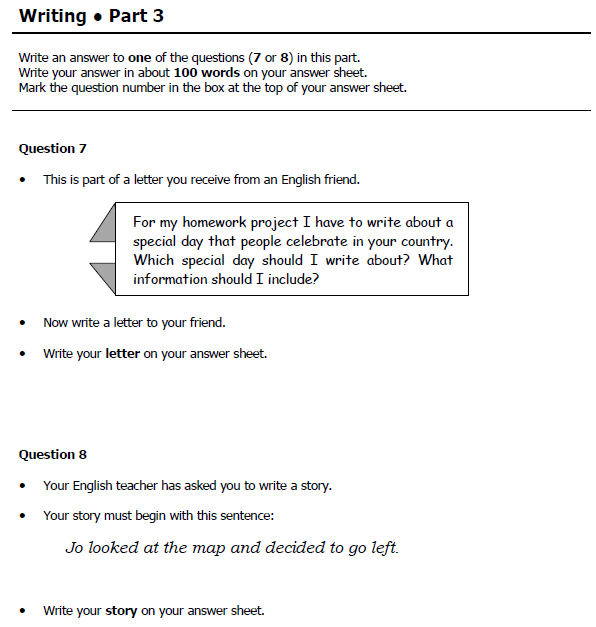 Writing ● Part 3
Write an answer to one of the questions (7 or 8) in this part.
Write your answer in about 100 words on your answer sheet.
Mark the question number in the box at the top of your answer sheet.
Question 7
• This is part of a letter you receive from an English friend.
For my homework project I have to write about a
special day that people celebrate in your country.
Which special day should I write about? What
information should I include?
• Now write a letter to your friend.
• Write your letter on your answer sheet.
Question 8
• Your English teacher has asked you to write a story.
• Your story must begin with this sentence:
Jo looked at the map and decided to go left.
• Write your story on your answer sheet.